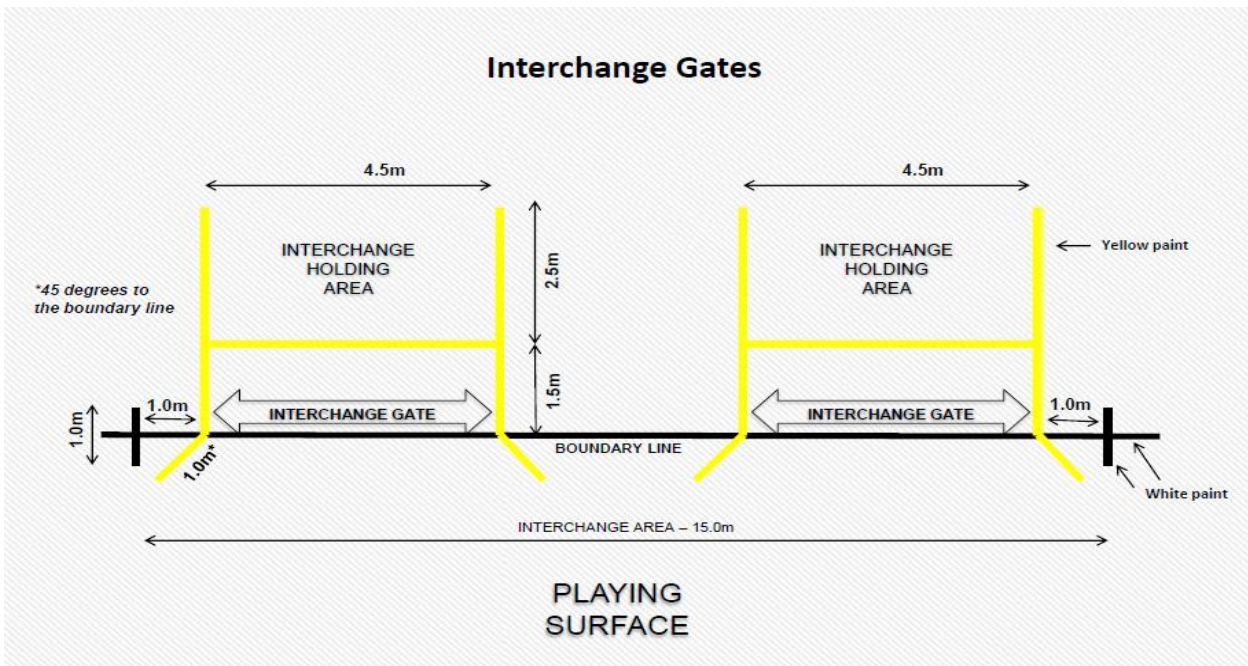 Interchange Gates
4.5m
4.5m
INTERCHANGE
HOLDING
AREA
2.5m
INTERCHANGE
HOLDING
AREA
Yellow paint
*45 degrees to
the boundary line
1.5m
1.0m
1.0m
INTERCHANGE GATE
INTERCHANGE GATE
1.0m
1.0m*
BOUNDARY LINE
White paint
INTERCHANGE AREA – 15.0m
PLAYING
SURFACE